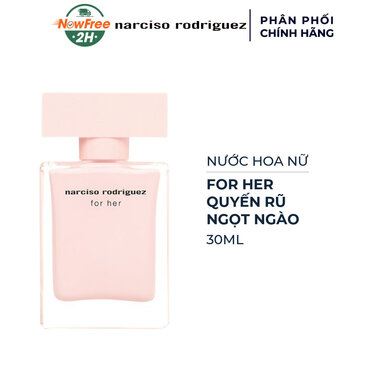 NowFree
2H
narciso rodriguez
PHÂN PHỐI
CHÍNH HÃNG
narciso rodriguez
for her
NƯỚC HOA NỮ
FOR HER
QUYẾN RŨ
NGỌT NGÀO
30ML